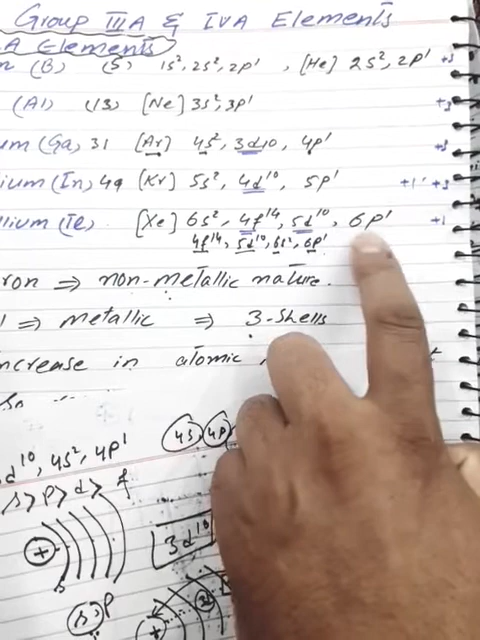 Group IIIA & IVA Elements
A Elements
n (B) (5) 1s², 2s², 2p¹ , [He] 2s², 2p¹ +3
(Al) (13) [Ne] 3s², 3p¹ +3
um (Ga) 31 [Ar] 4s², 3d10, 4p¹ +3
ium (In) 49 [Kr] 5s², 4d¹⁰, 5p¹ +1, +3
llium (Te) [Xe] 6s², 4f¹⁴, 5d¹⁰, 6p¹ +1
4f¹⁴, 5d¹⁰, 6s², 6p¹
ron ⇒ non-metallic nature.
l ⇒ metallic ⇒ 3-shells
ncrease in atomic
d¹⁰, 4s², 4p¹
4s, 4p
s > p > d > f
3d¹⁰
+
s > p
+